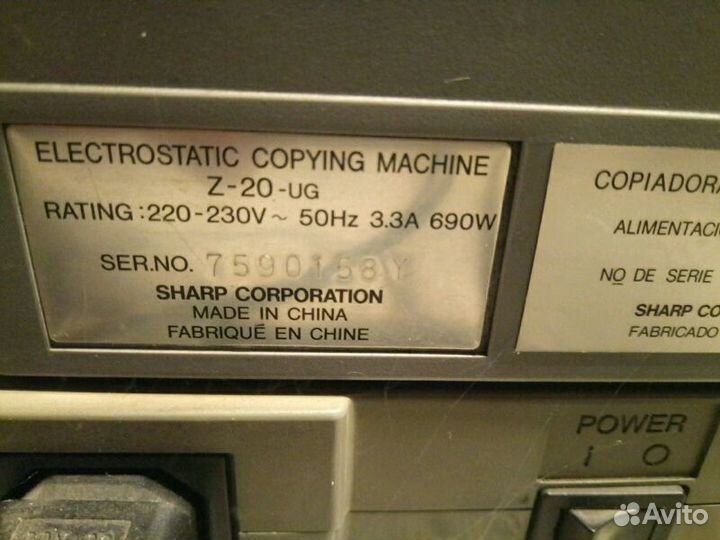 ELECTROSTATIC COPYING MACHINE
Z-20-UG
RATING:220-230V~ 50Hz 3.3A 690W
SER.NO. 7590158Y
SHARP CORPORATION
MADE IN CHINA
FABRIQUÉ EN CHINE
COPIADORA
ALIMENTACI
NO DE SERIE
SHARP CO
FABRICADO
POWER
I O
Avito